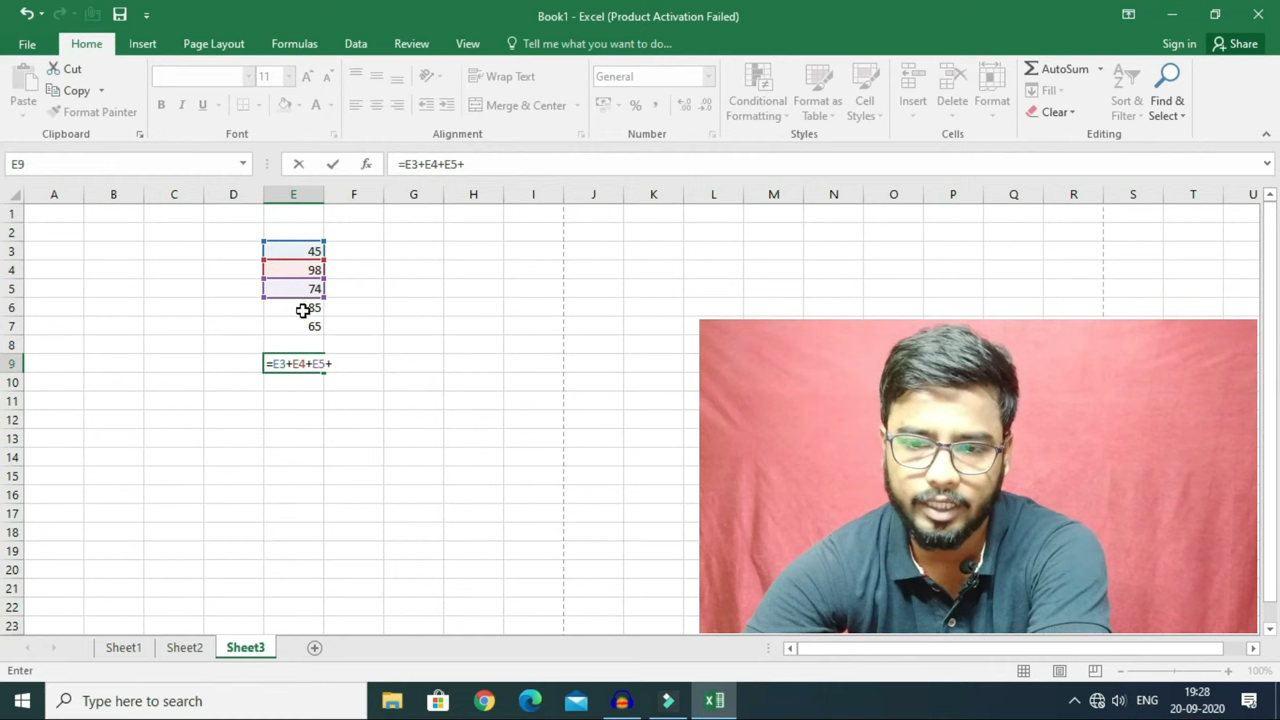 Book1 - Excel (Product Activation Failed)
File Home Insert Page Layout Formulas Data Review View Tell me what you want to do... Sign in Share
Paste
Cut
Copy
Format Painter
Clipboard
11
B I U
Font
Wrap Text
Merge & Center
Alignment
General
%
Number
Conditional Formatting
Format as Table
Cell Styles
Styles
Insert
Delete
Format
Cells
AutoSum
Fill
Clear
Sort & Filter
Find & Select
Editing
E9 fx =E3+E4+E5+
A B C D E F G H I J K L M N O P Q R S T U
1
2
3 45
4 98
5 74
6 85
7 65
8
9 =E3+E4+E5+
10
11
12
13
14
15
16
17
18
19
20
21
22
23
Sheet1 Sheet2 Sheet3
Enter 100%
Type here to search
ENG
19:28
20-09-2020